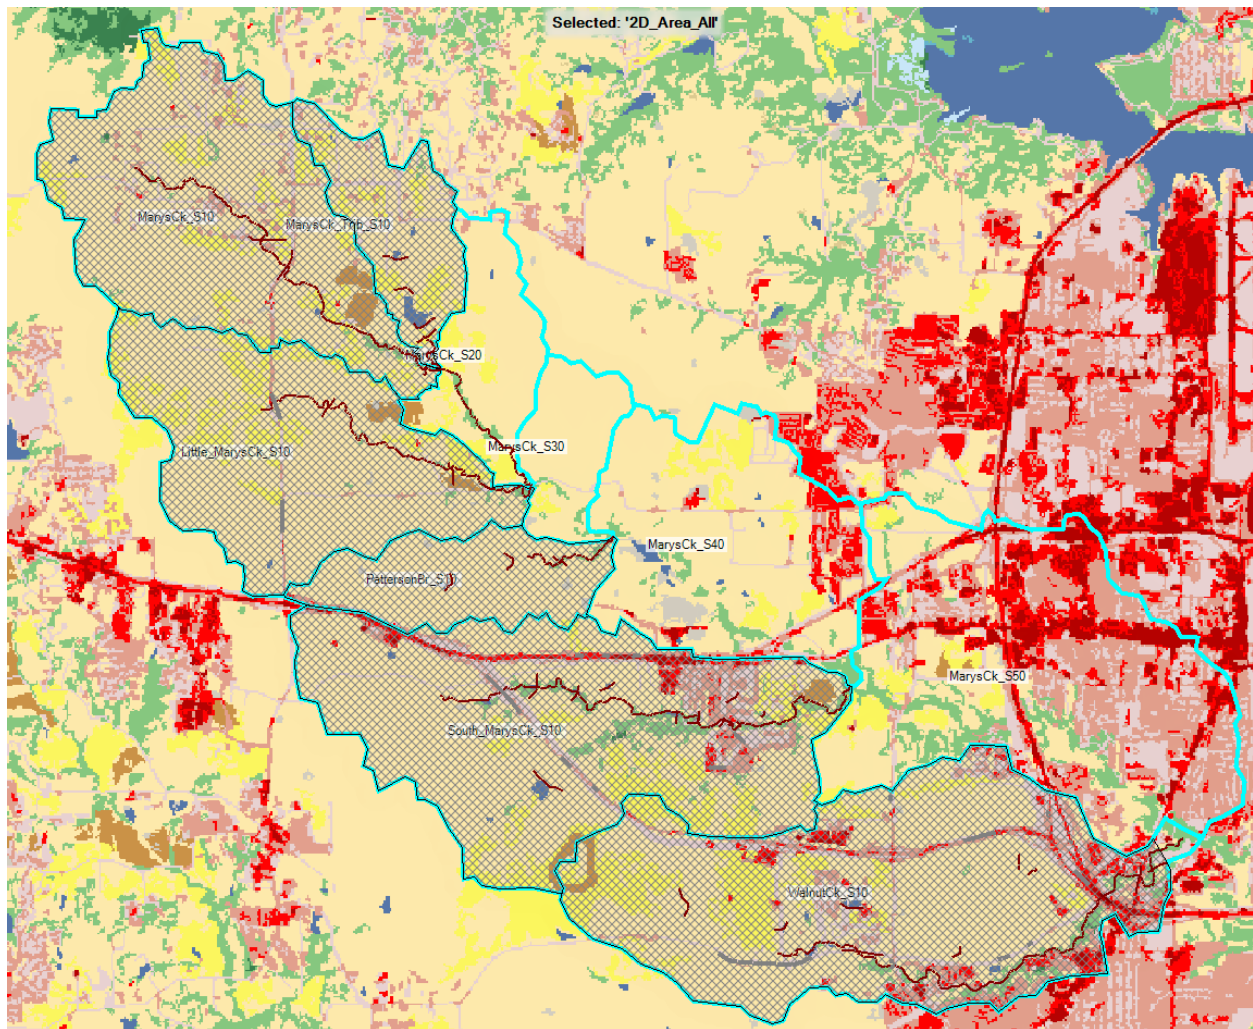 Selected: '2D_Area_All'
MarysCk_S10
MarysCk_Trib_S10
MarysCk_S20
MarysCk_S30
Little_MarysCk_S10
MarysCk_S40
PattersonBr_S10
MarysCk_S50
South_MarysCk_S10
WalnutCk_S10